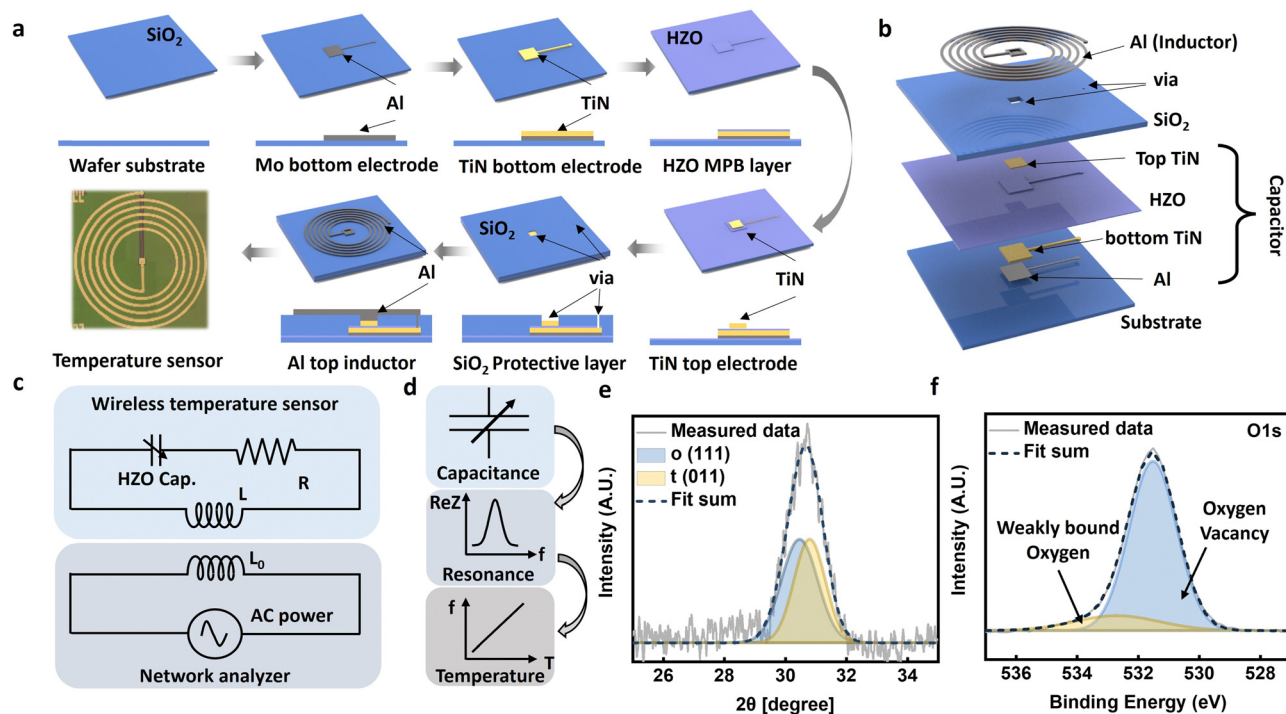 a
SiO2
Al
TiN
HZO
Wafer substrate
Mo bottom electrode
TiN bottom electrode
HZO MPB layer
Al
SiO2
via
TiN
Temperature sensor
Al top inductor
SiO2 Protective layer
TiN top electrode
b
Al (Inductor)
via
SiO2
Top TiN
HZO
bottom TiN
Al
Substrate
Capacitor
c
Wireless temperature sensor
HZO Cap.
R
L
L0
AC power
Network analyzer
d
Capacitance
ReZ
f
Resonance
f
T
Temperature
e
Measured data
o (111)
t (011)
Fit sum
Intensity (A.U.)
26 28 30 32 34
2θ [degree]
f
Measured data
Fit sum
O1s
Weakly bound
Oxygen
Oxygen
Vacancy
Intensity (A.U.)
536 534 532 530 528
Binding Energy (eV)